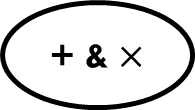 + & ×